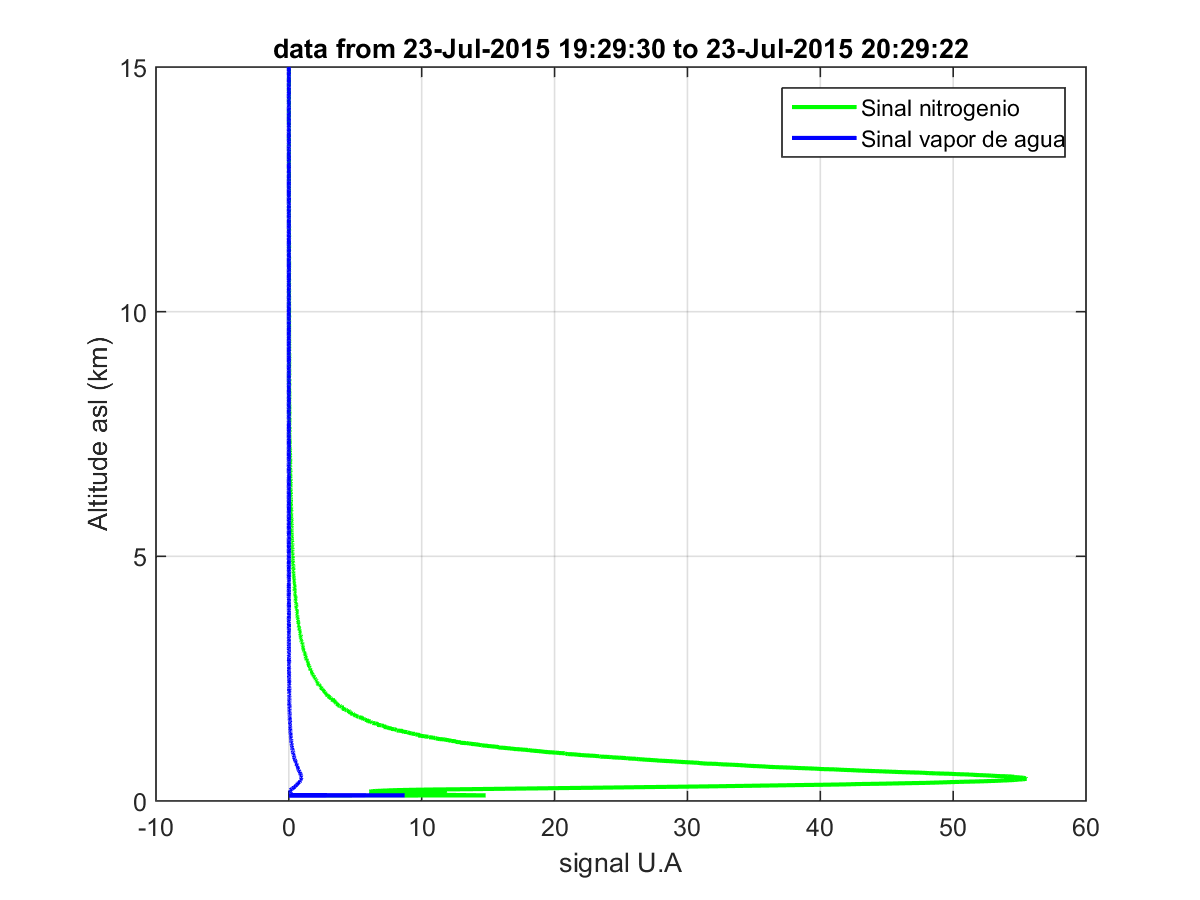 data from 23-Jul-2015 19:29:30 to 23-Jul-2015 20:29:22
15
Sinal nitrogenio
Sinal vapor de agua
10
Altitude asl (km)
5
0
-10 0 10 20 30 40 50 60
signal U.A